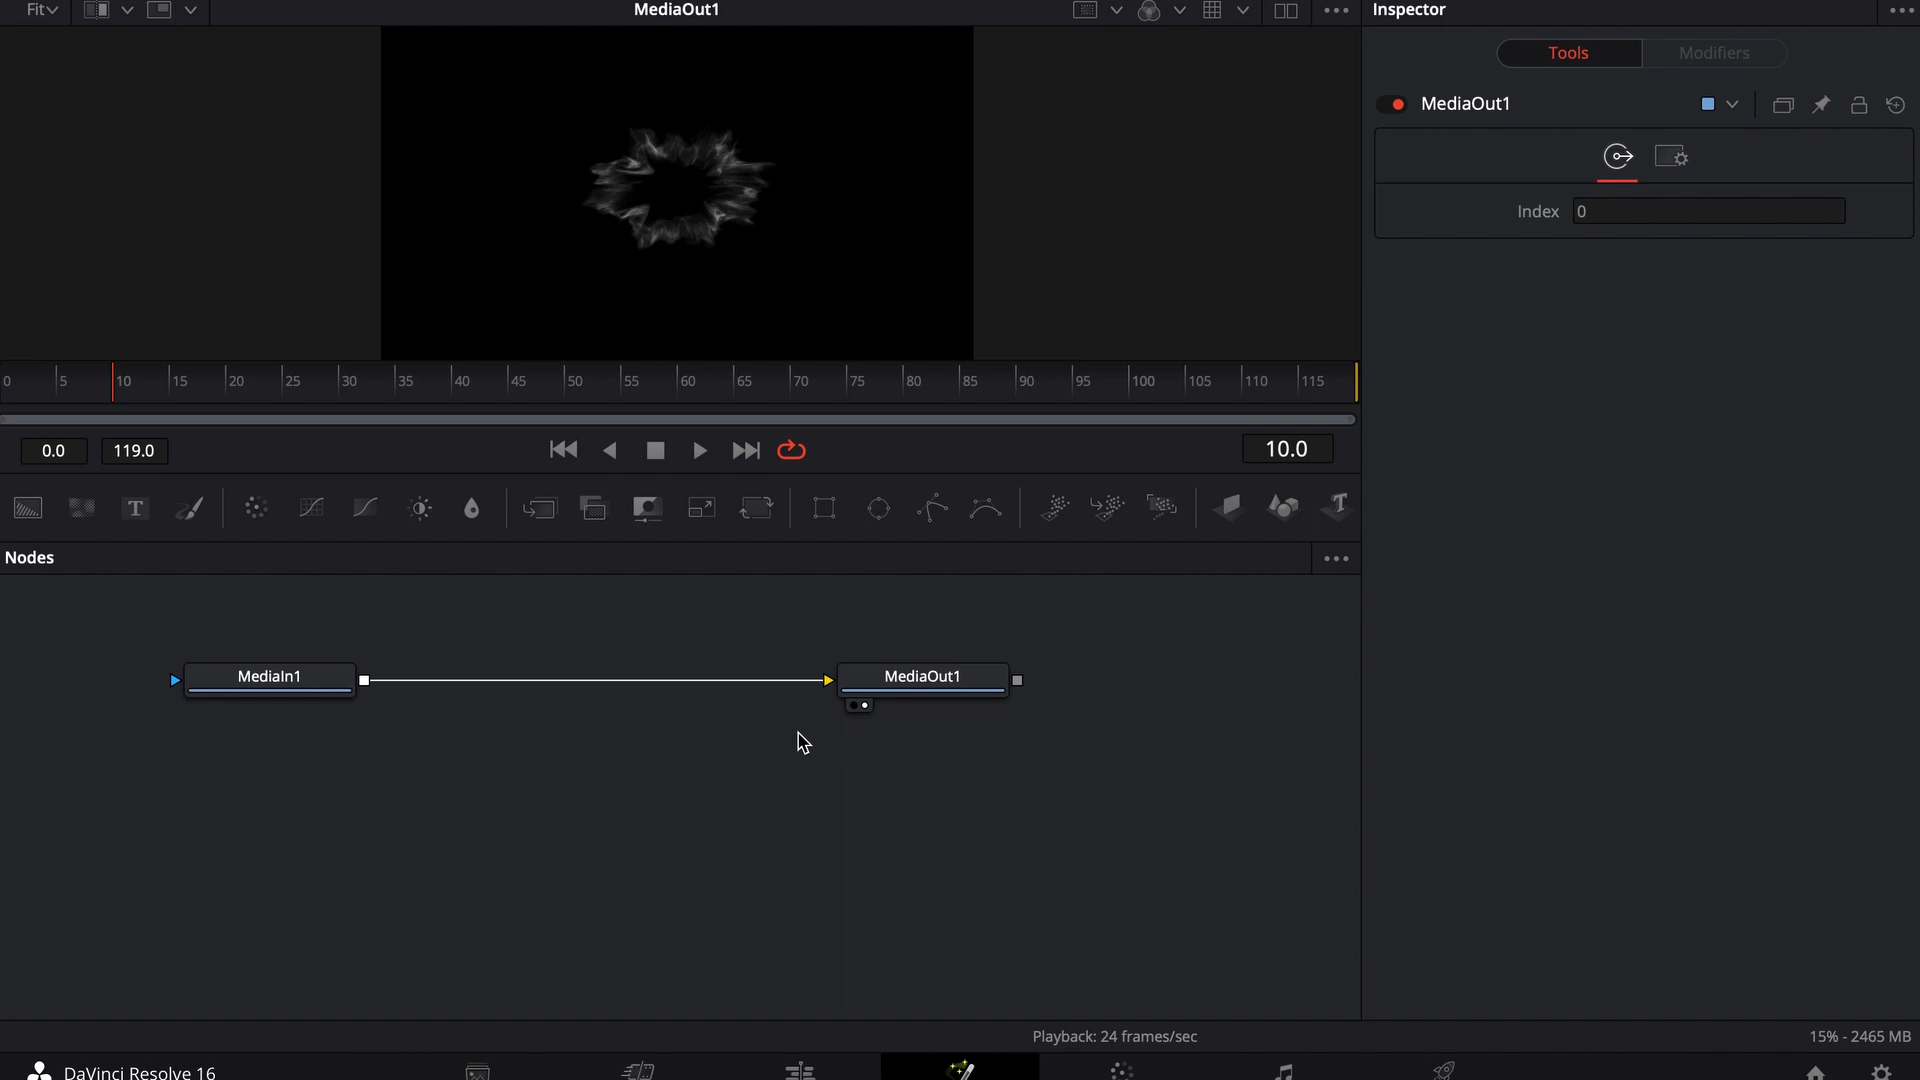 Fit
MediaOut1
Inspector
Tools
Modifiers
MediaOut1
Index
0
0 5 10 15 20 25 30 35 40 45 50 55 60 65 70 75 80 85 90 95 100 105 110 115
0.0
119.0
10.0
T
T
Nodes
MediaIn1
MediaOut1
Playback: 24 frames/sec
15% - 2465 MB
DaVinci Resolve 16